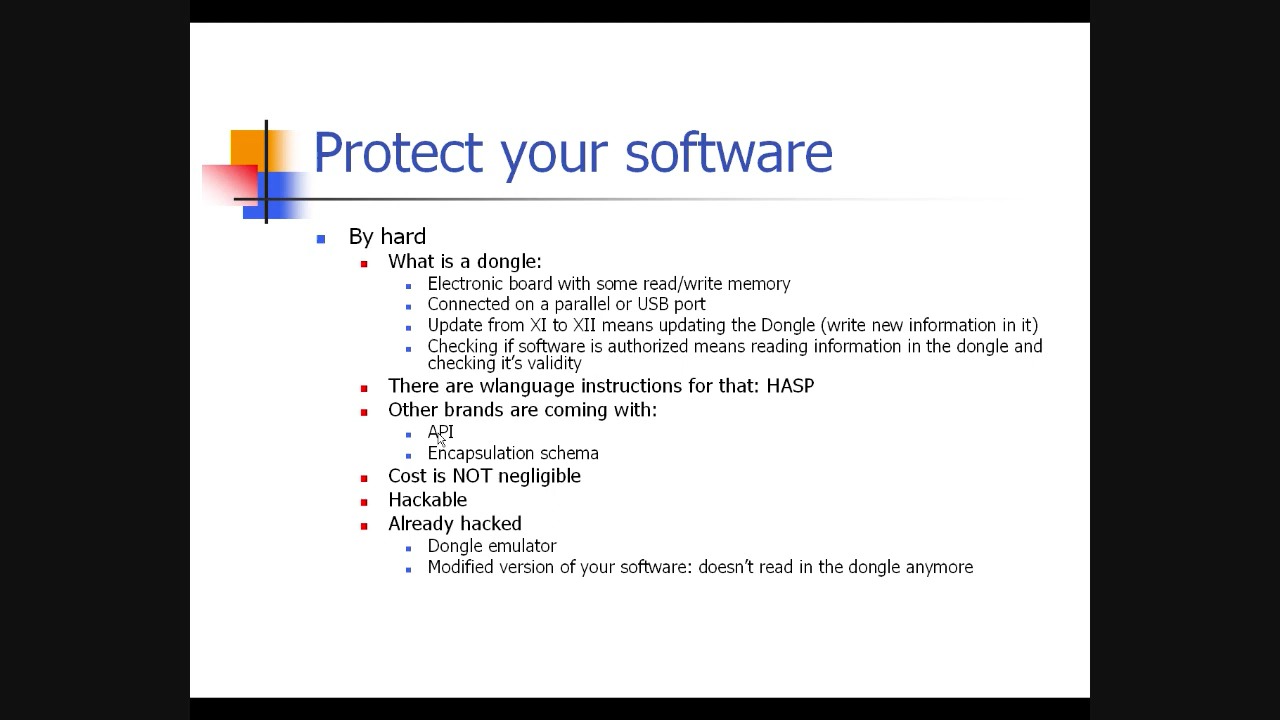 Protect your software
By hard
What is a dongle:
Electronic board with some read/write memory
Connected on a parallel or USB port
Update from XI to XII means updating the Dongle (write new information in it)
Checking if software is authorized means reading information in the dongle and
checking it's validity
There are wlanguage instructions for that: HASP
Other brands are coming with:
API
Encapsulation schema
Cost is NOT negligible
Hackable
Already hacked
Dongle emulator
Modified version of your software: doesn't read in the dongle anymore